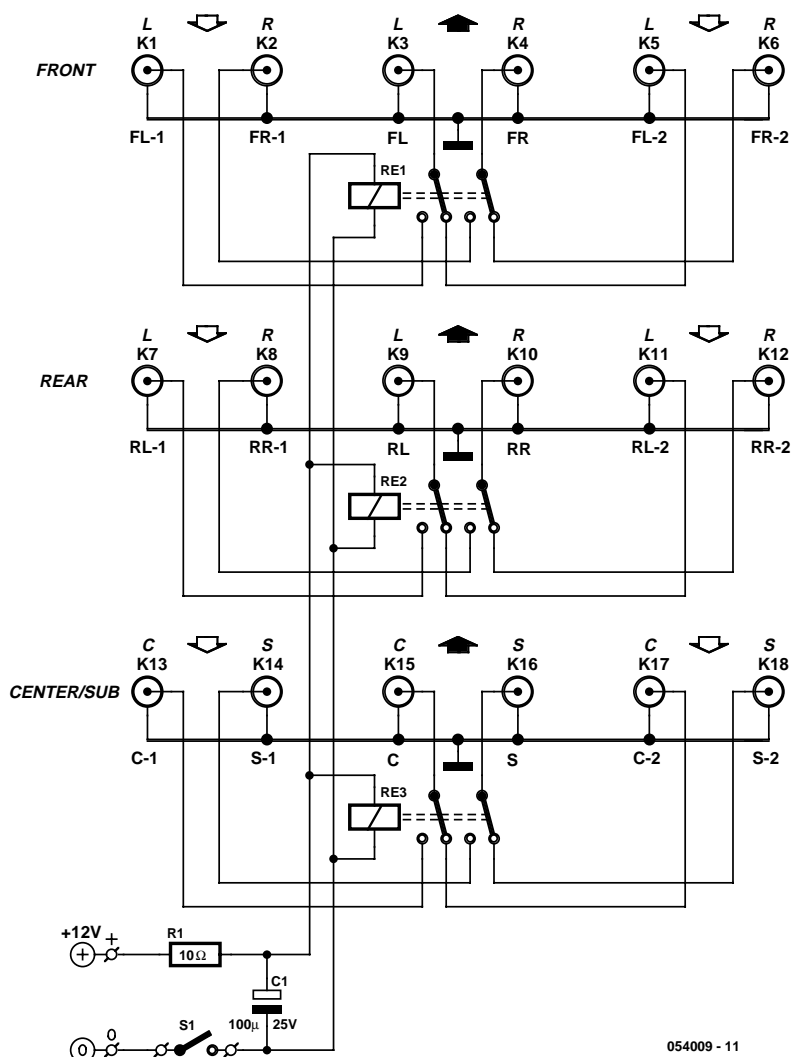 L R L R L R
K1 K2 K3 K4 K5 K6
FRONT
FL-1 FR-1 FL FR FL-2 FR-2
RE1
L R L R L R
K7 K8 K9 K10 K11 K12
REAR
RL-1 RR-1 RL RR RL-2 RR-2
RE2
C S C S C S
K13 K14 K15 K16 K17 K18
CENTER/SUB
C-1 S-1 C S C-2 S-2
RE3
+12V +
R1
10Ω
C1
100µ 25V
0 S1
0
054009 - 11